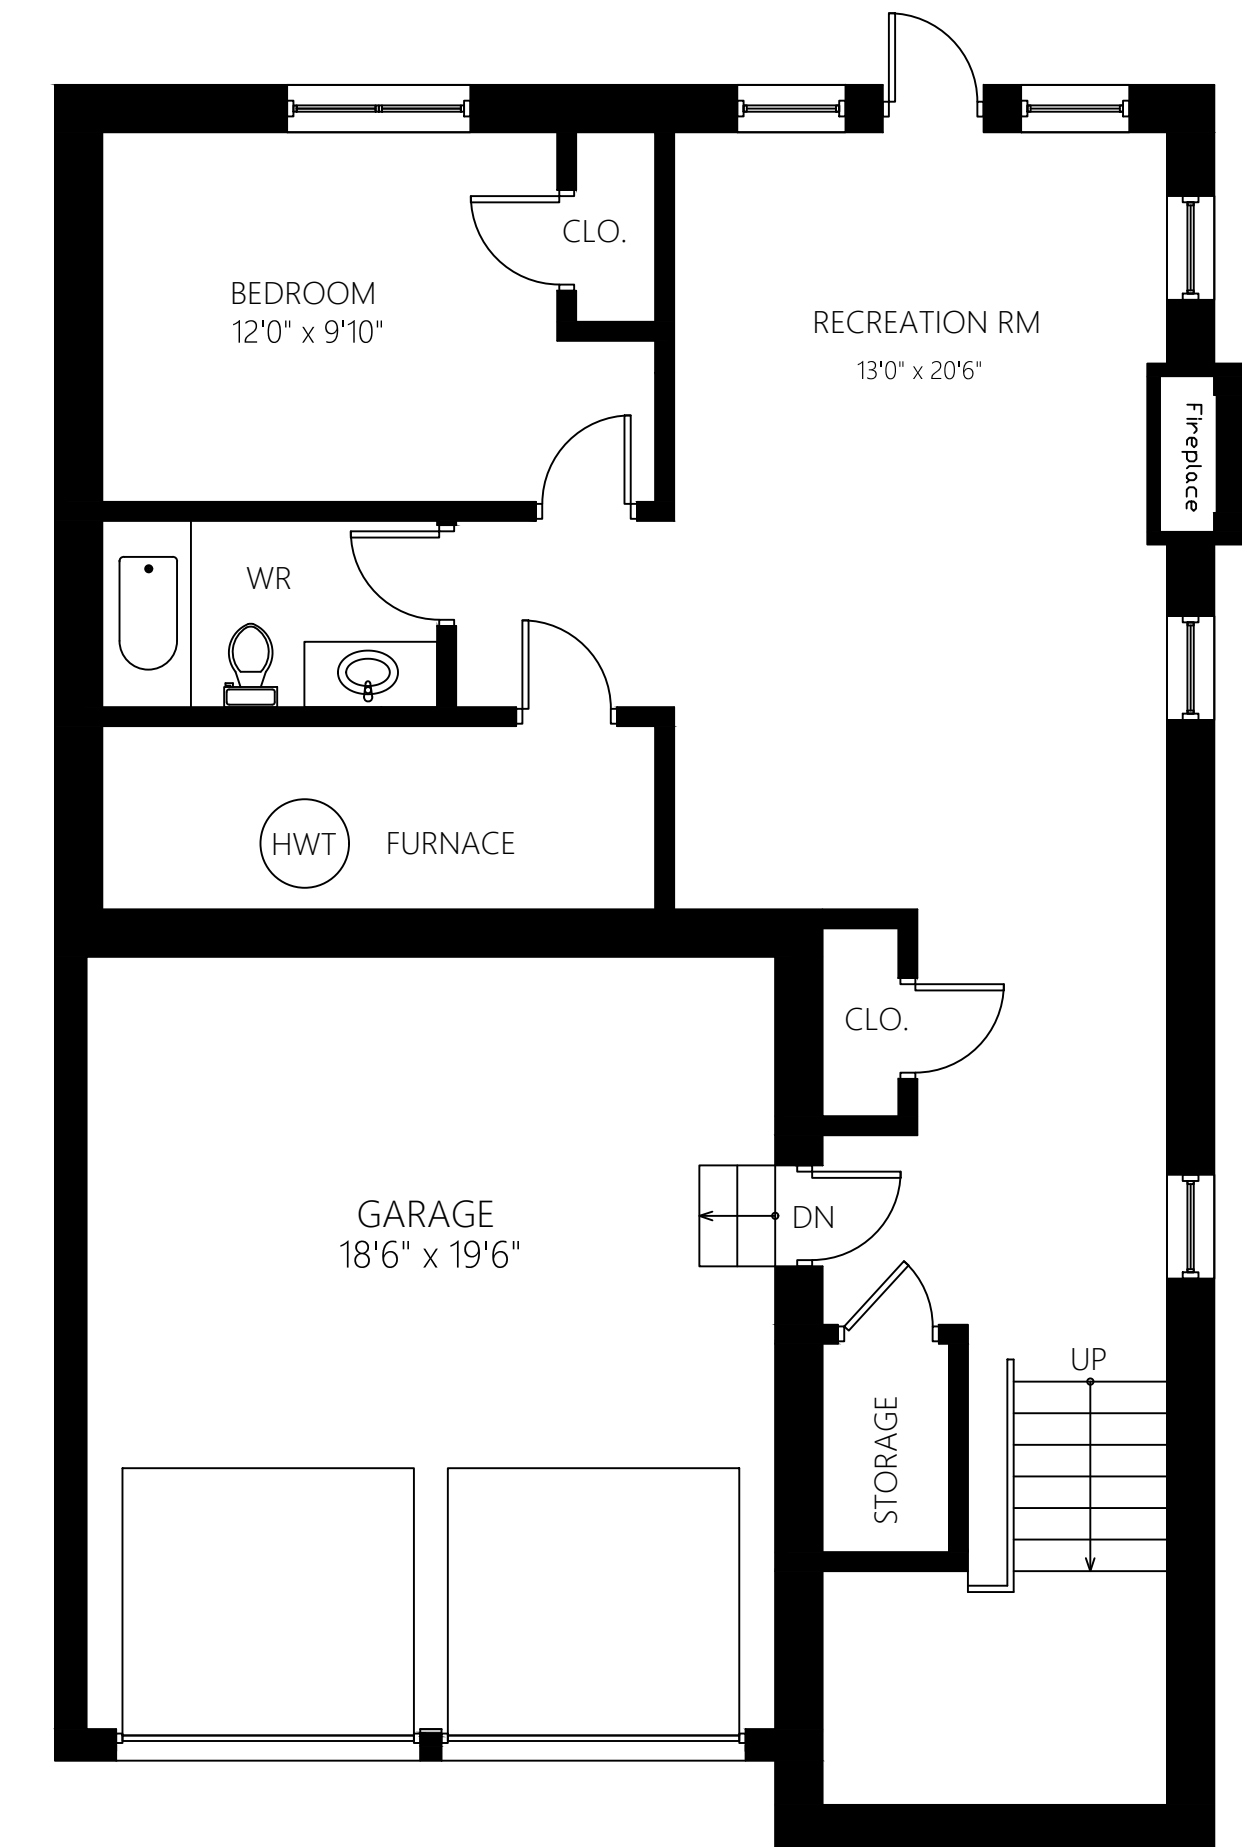 CLO.
BEDROOM
12'0" x 9'10"
RECREATION RM
13'0" x 20'6"
Fireplace
WR
HWT
FURNACE
CLO.
GARAGE
18'6" x 19'6"
DN
UP
STORAGE